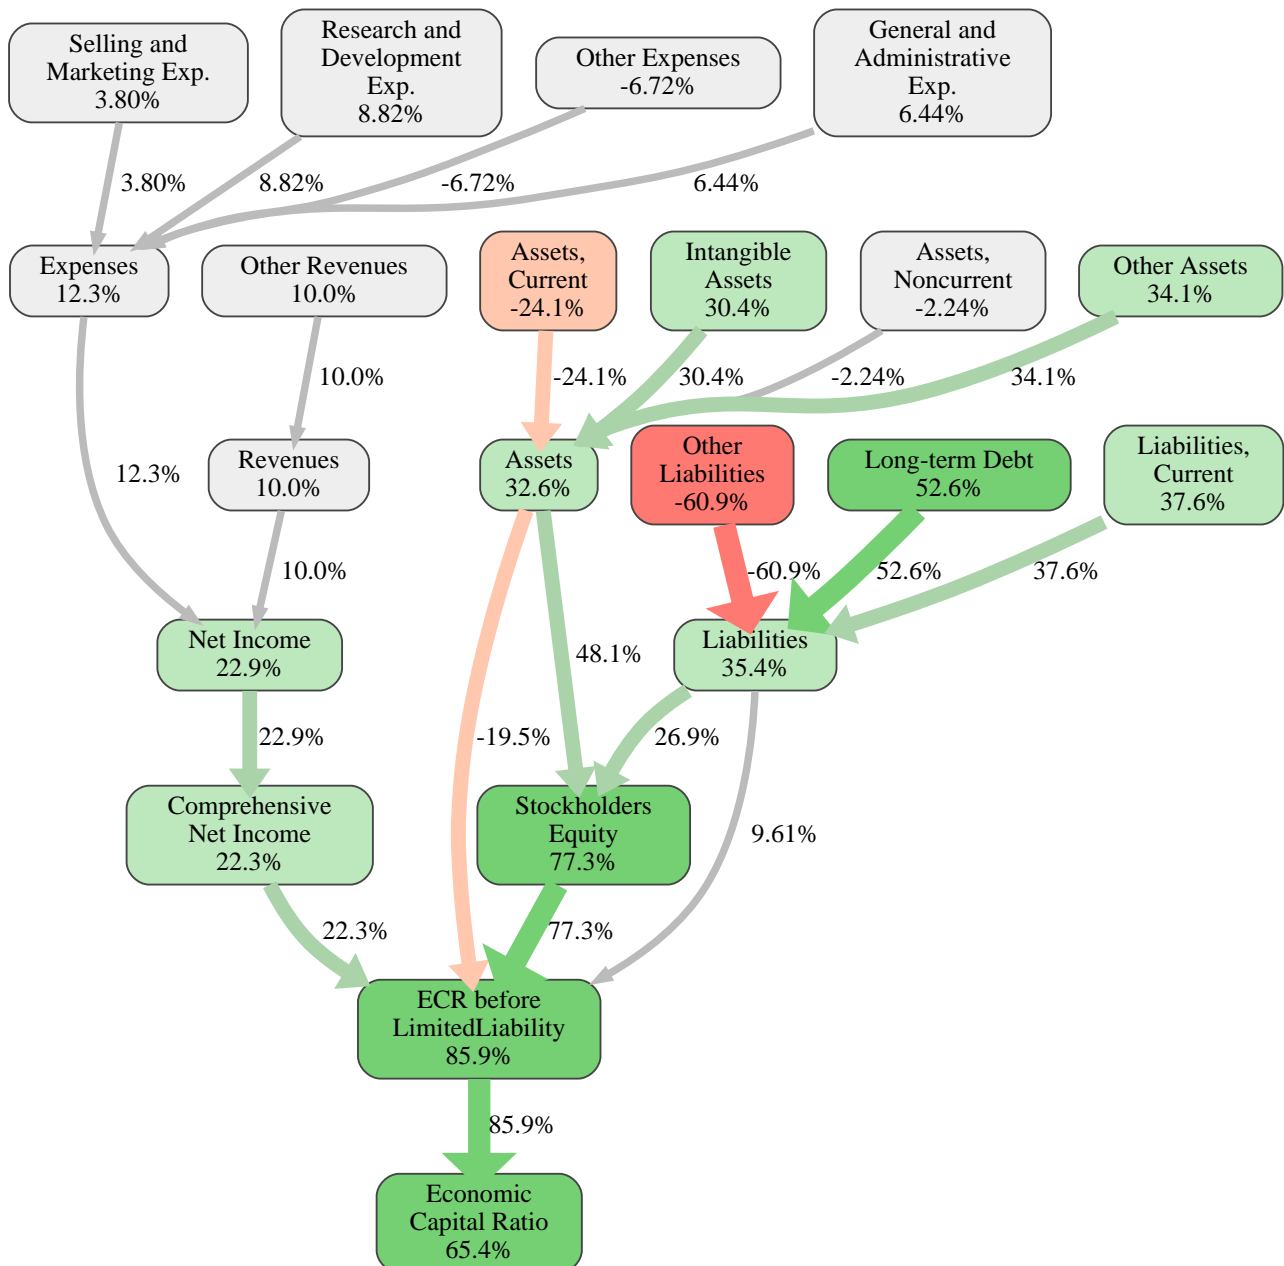 Selling and
Marketing Exp.
3.80%
Research and
Development
Exp.
8.82%
Other Expenses
-6.72%
General and
Administrative
Exp.
6.44%
3.80%
8.82%
-6.72%
6.44%
Expenses
12.3%
Other Revenues
10.0%
Assets,
Current
-24.1%
Intangible
Assets
30.4%
Assets,
Noncurrent
-2.24%
Other Assets
34.1%
10.0%
-24.1%
30.4%
-2.24%
34.1%
12.3%
Revenues
10.0%
Assets
32.6%
Other
Liabilities
-60.9%
Long-term Debt
52.6%
Liabilities,
Current
37.6%
10.0%
-60.9%
52.6%
37.6%
Net Income
22.9%
48.1%
Liabilities
35.4%
22.9%
-19.5%
26.9%
Comprehensive
Net Income
22.3%
Stockholders
Equity
77.3%
9.61%
22.3%
77.3%
ECR before
LimitedLiability
85.9%
85.9%
Economic
Capital Ratio
65.4%